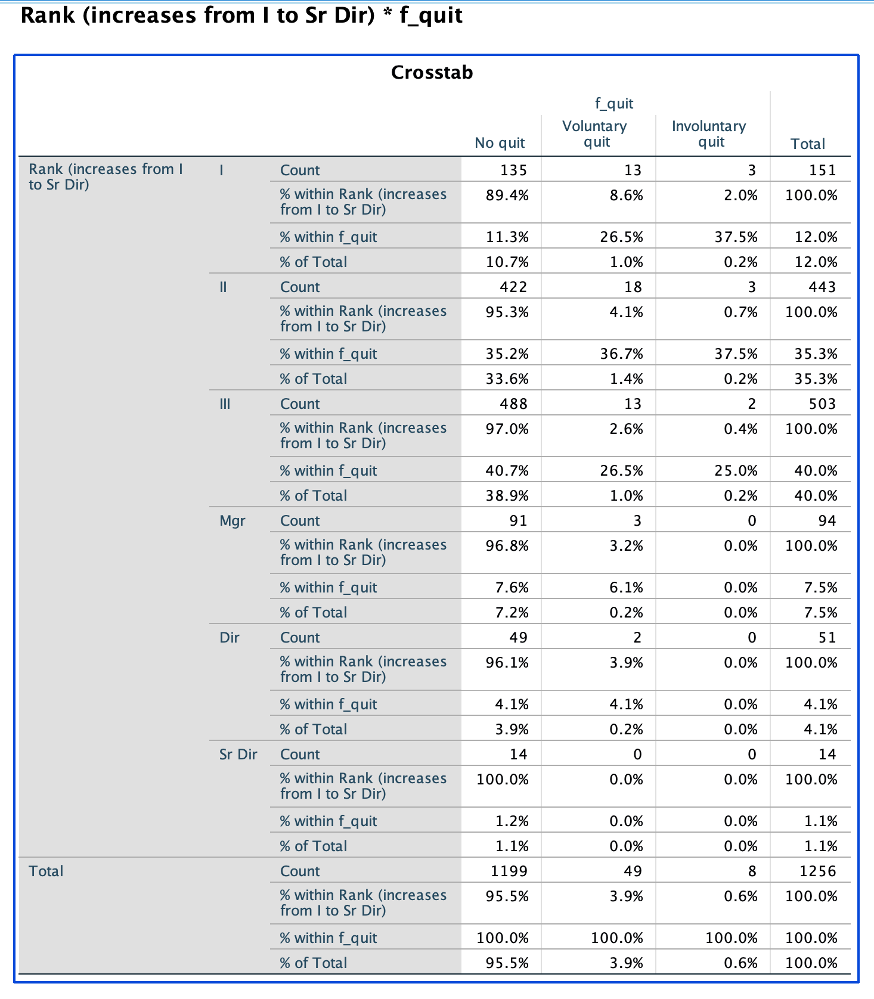 Rank (increases from I to Sr Dir) * f_quit
Crosstab
f_quit
No quit Voluntary quit Involuntary quit Total
Rank (increases from I to Sr Dir) I Count 135 13 3 151
% within Rank (increases from I to Sr Dir) 89.4% 8.6% 2.0% 100.0%
% within f_quit 11.3% 26.5% 37.5% 12.0%
% of Total 10.7% 1.0% 0.2% 12.0%
II Count 422 18 3 443
% within Rank (increases from I to Sr Dir) 95.3% 4.1% 0.7% 100.0%
% within f_quit 35.2% 36.7% 37.5% 35.3%
% of Total 33.6% 1.4% 0.2% 35.3%
III Count 488 13 2 503
% within Rank (increases from I to Sr Dir) 97.0% 2.6% 0.4% 100.0%
% within f_quit 40.7% 26.5% 25.0% 40.0%
% of Total 38.9% 1.0% 0.2% 40.0%
Mgr Count 91 3 0 94
% within Rank (increases from I to Sr Dir) 96.8% 3.2% 0.0% 100.0%
% within f_quit 7.6% 6.1% 0.0% 7.5%
% of Total 7.2% 0.2% 0.0% 7.5%
Dir Count 49 2 0 51
% within Rank (increases from I to Sr Dir) 96.1% 3.9% 0.0% 100.0%
% within f_quit 4.1% 4.1% 0.0% 4.1%
% of Total 3.9% 0.2% 0.0% 4.1%
Sr Dir Count 14 0 0 14
% within Rank (increases from I to Sr Dir) 100.0% 0.0% 0.0% 100.0%
% within f_quit 1.2% 0.0% 0.0% 1.1%
% of Total 1.1% 0.0% 0.0% 1.1%
Total Count 1199 49 8 1256
% within Rank (increases from I to Sr Dir) 95.5% 3.9% 0.6% 100.0%
% within f_quit 100.0% 100.0% 100.0% 100.0%
% of Total 95.5% 3.9% 0.6% 100.0%